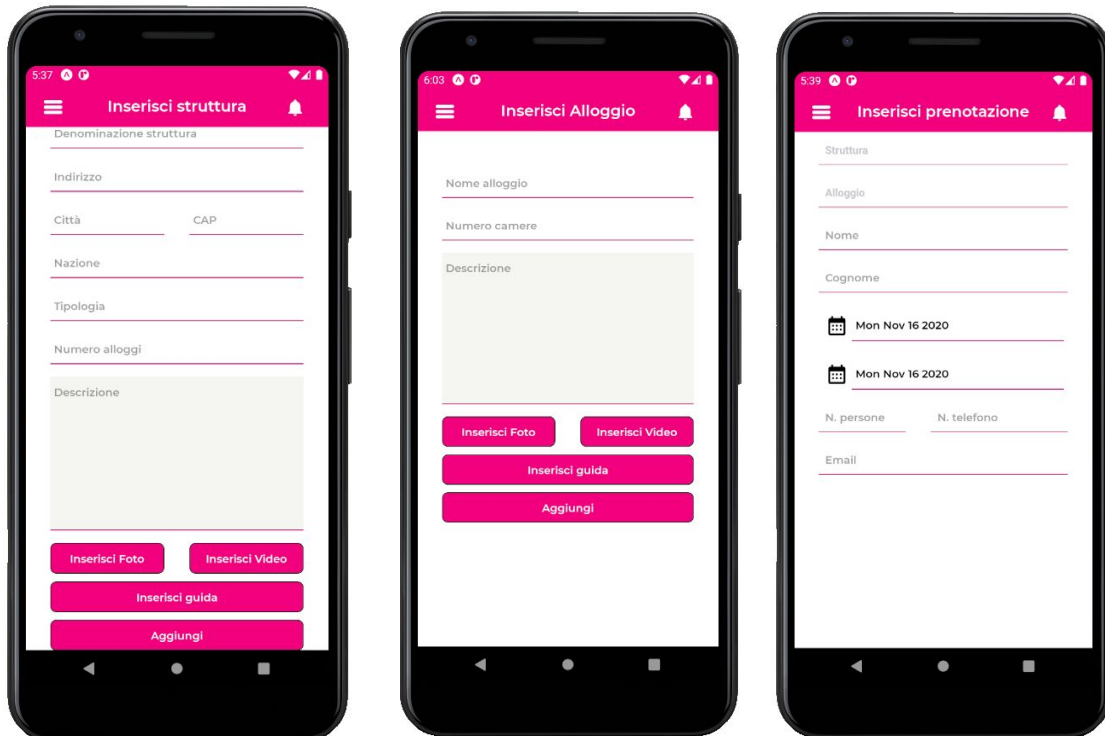 5:37
Inserisci struttura
Denominazione struttura
Indirizzo
Città CAP
Nazione
Tipologia
Numero alloggi
Descrizione
Inserisci Foto Inserisci Video
Inserisci guida
Aggiungi
6:03
Inserisci Alloggio
Nome alloggio
Numero camere
Descrizione
Inserisci Foto Inserisci Video
Inserisci guida
Aggiungi
5:39
Inserisci prenotazione
Struttura
Alloggio
Nome
Cognome
Mon Nov 16 2020
Mon Nov 16 2020
N. persone N. telefono
Email